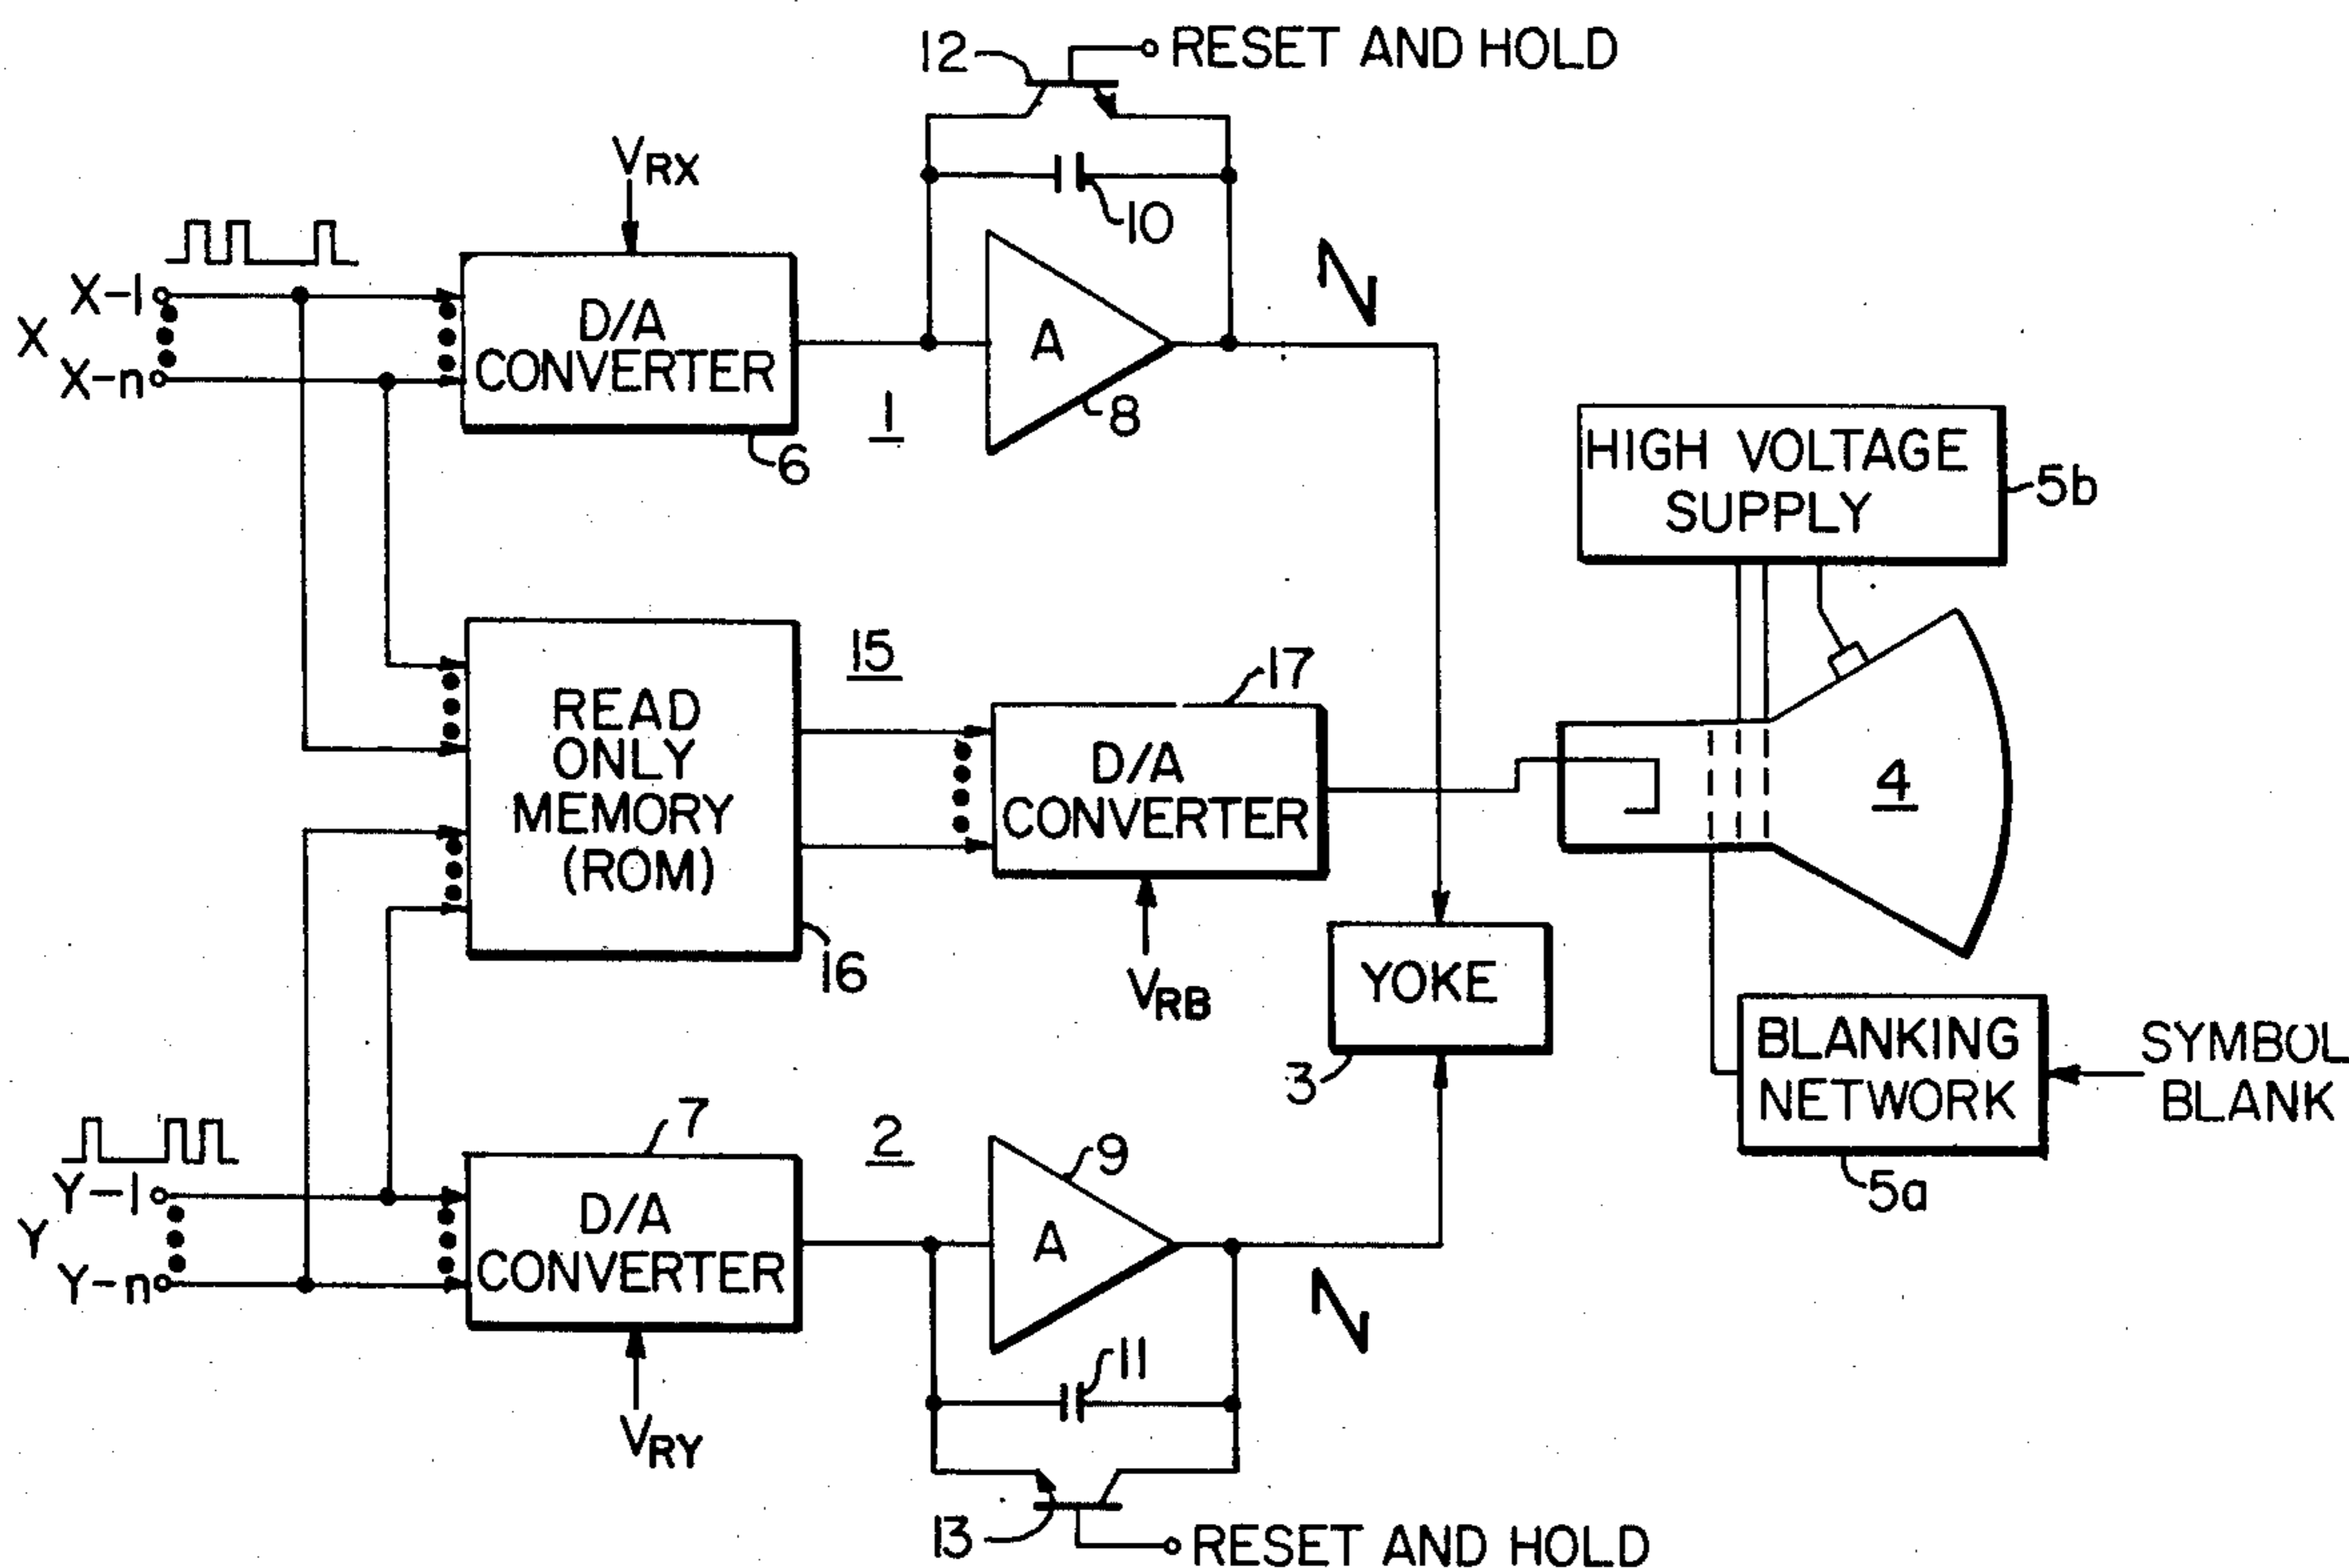 12
RESET AND HOLD
VRX
10
X-1
X
X-n
D/A
CONVERTER
6
1
A
8
HIGH VOLTAGE
SUPPLY
5b
READ
ONLY
MEMORY
(ROM)
15
16
17
D/A
CONVERTER
VRB
4
YOKE
3
BLANKING
NETWORK
5a
SYMBOL
BLANK
Y-1
Y
Y-n
7
D/A
CONVERTER
VRY
2
9
A
11
13
RESET AND HOLD